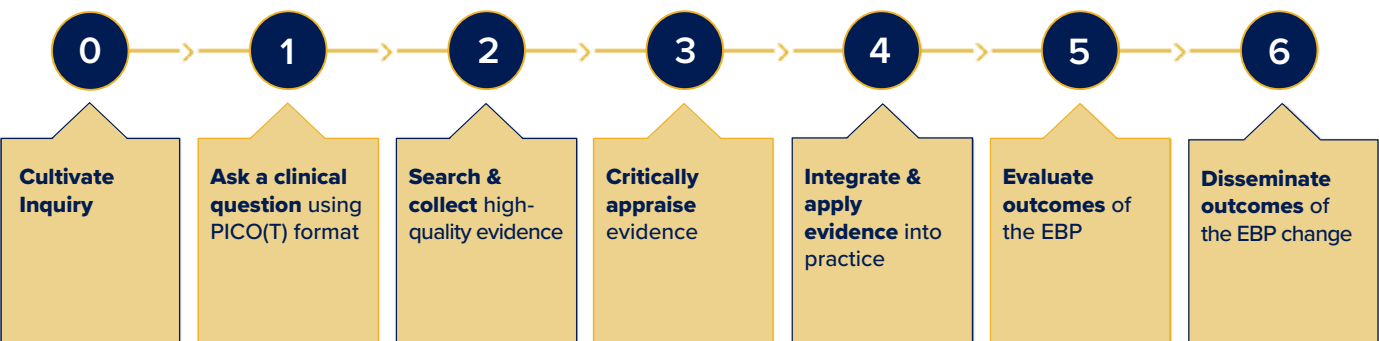 0
1
2
3
4
5
6
Cultivate
Inquiry
Ask a clinical
question using
PICO(T) format
Search &
collect high-
quality evidence
Critically
appraise
evidence
Integrate &
apply
evidence into
practice
Evaluate
outcomes of
the EBP
Disseminate
outcomes of
the EBP change